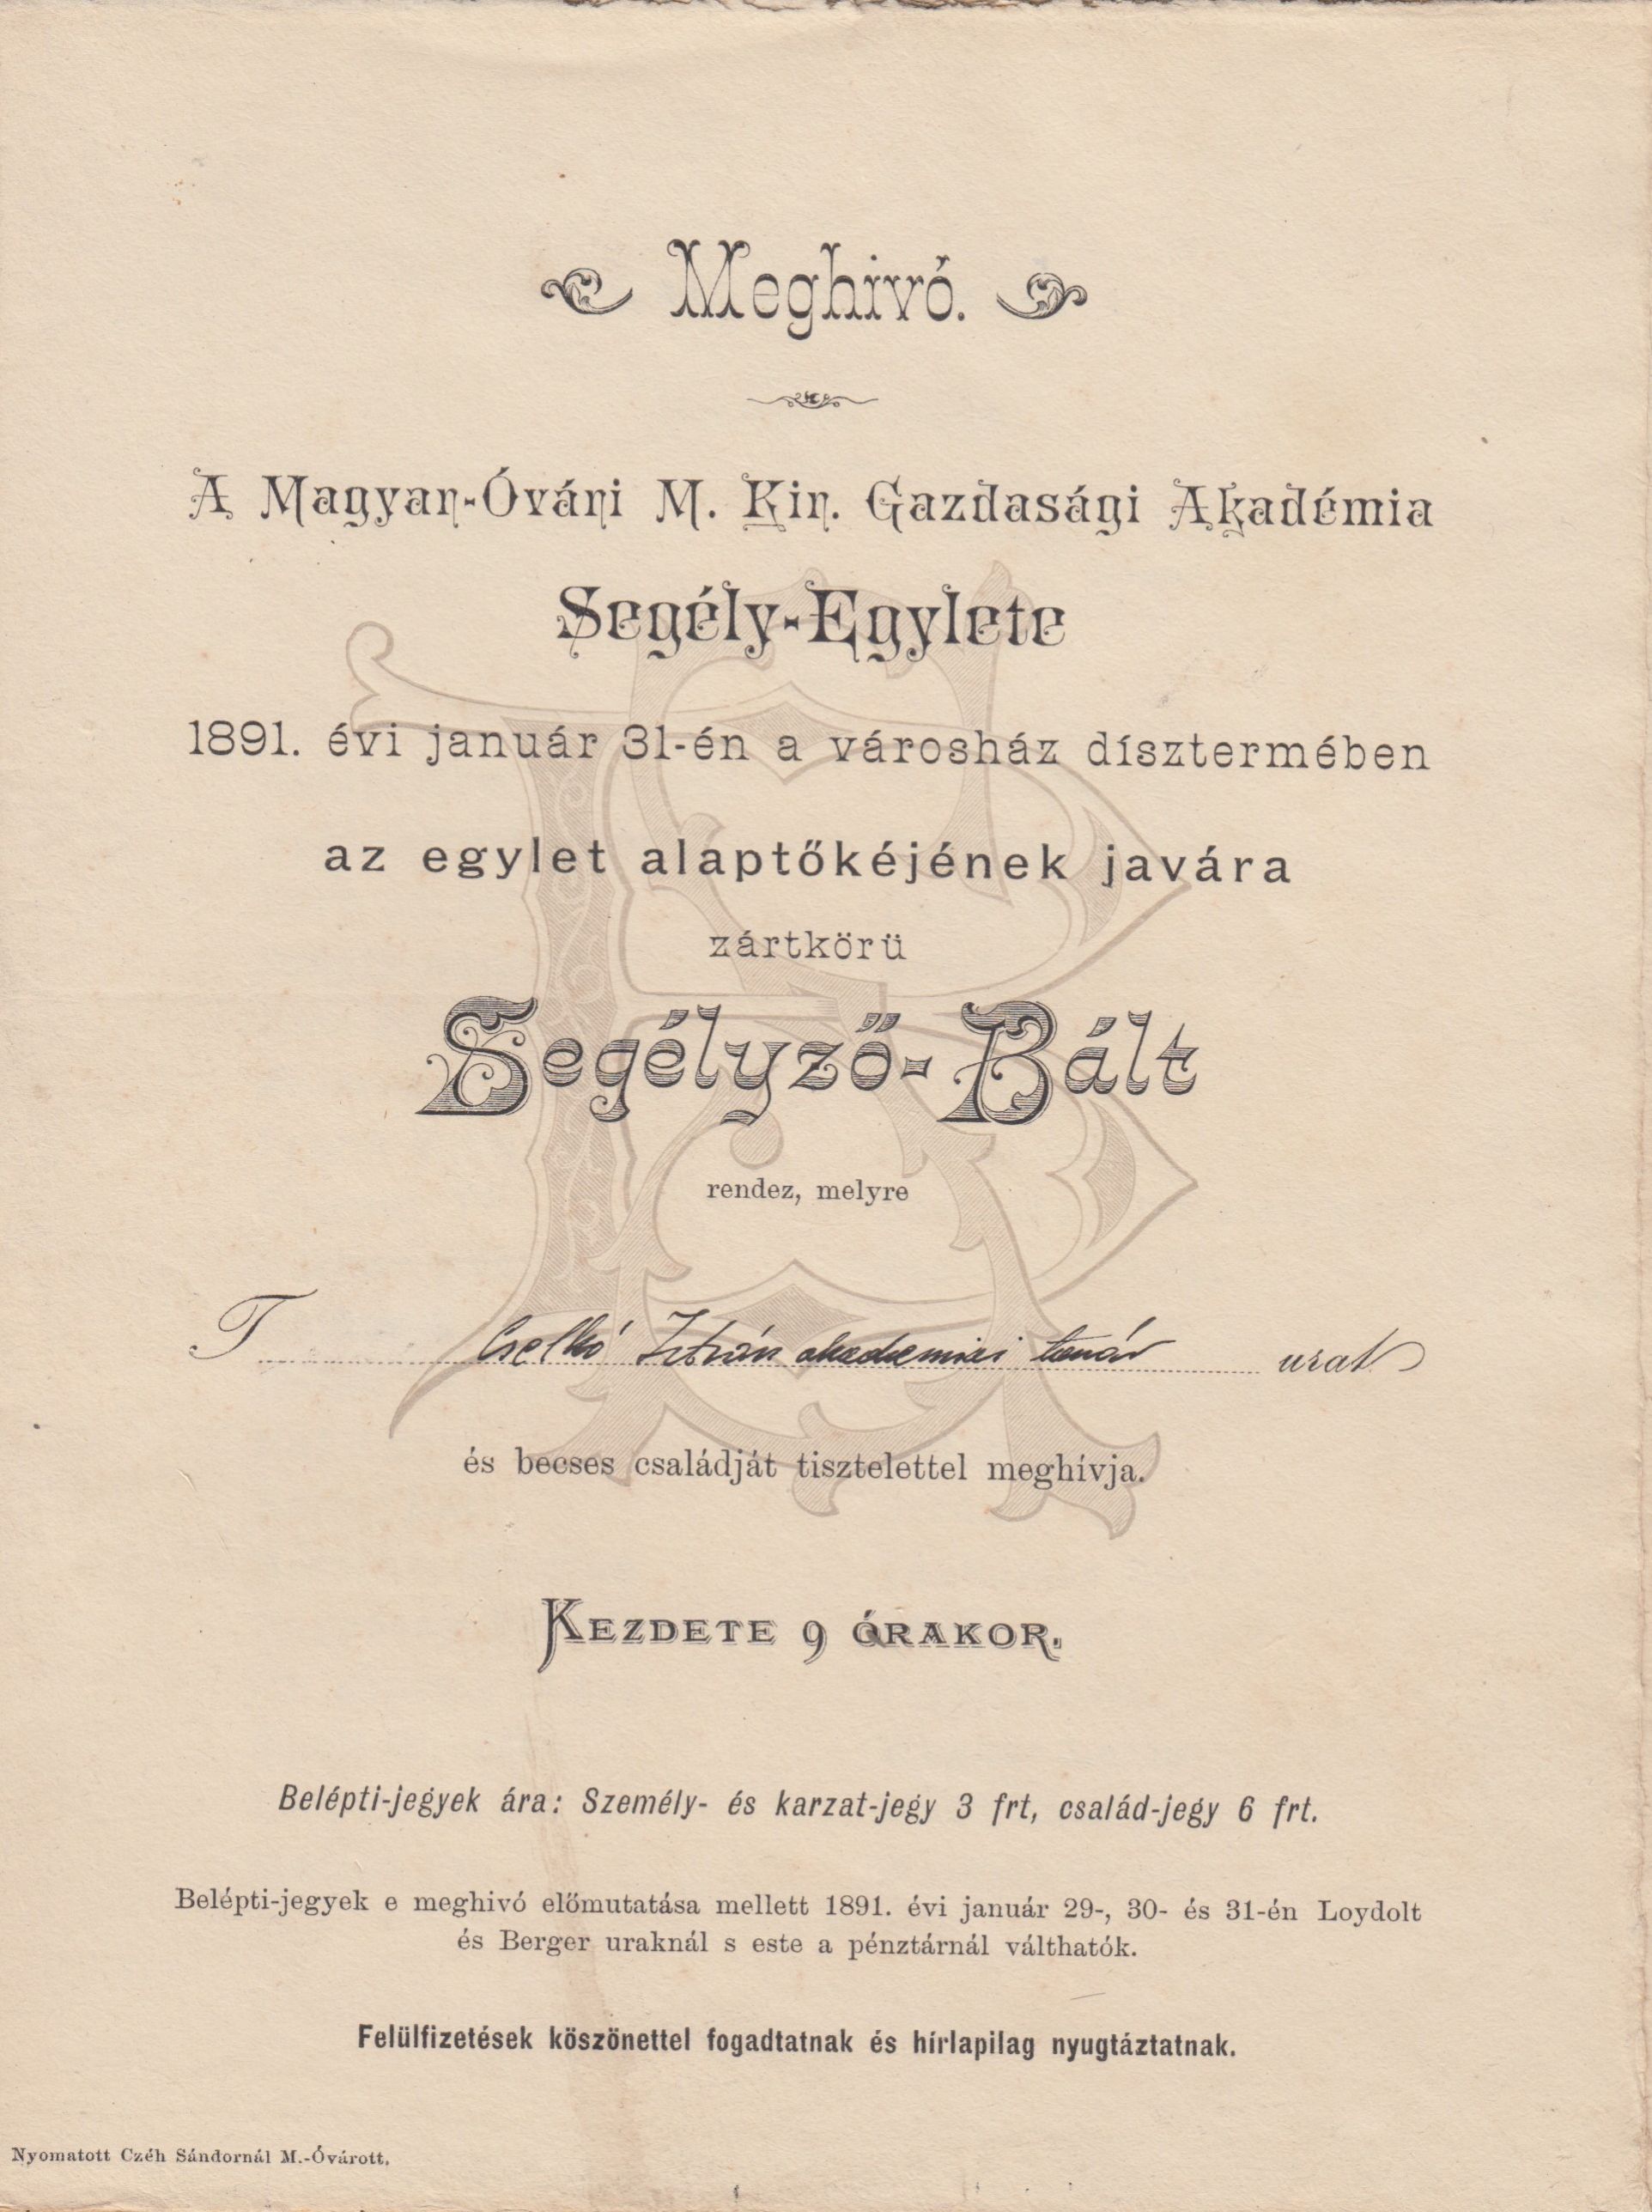 Meghivó.
A Magyar-Óvári M. Kir. Gazdasági Akadémia
Segély-Egylete
1891. évi január 31-én a városház dísztermében
az egylet alaptőkéjének javára
zártkörü
Segélyző-Bált
rendez, melyre
T Cselkó István akademiai tanár urat
és becses családját tisztelettel meghívja.
Kezdete 9 órakor.
Belépti-jegyek ára: Személy- és karzat-jegy 3 frt, család-jegy 6 frt.
Belépti-jegyek e meghivó előmutatása mellett 1891. évi január 29-, 30- és 31-én Loydolt
és Berger uraknál s este a pénztárnál válthatók.
Felülfizetések köszönettel fogadtatnak és hírlapilag nyugtáztatnak.
Nyomatott Czéh Sándornál M.-Óvárott.